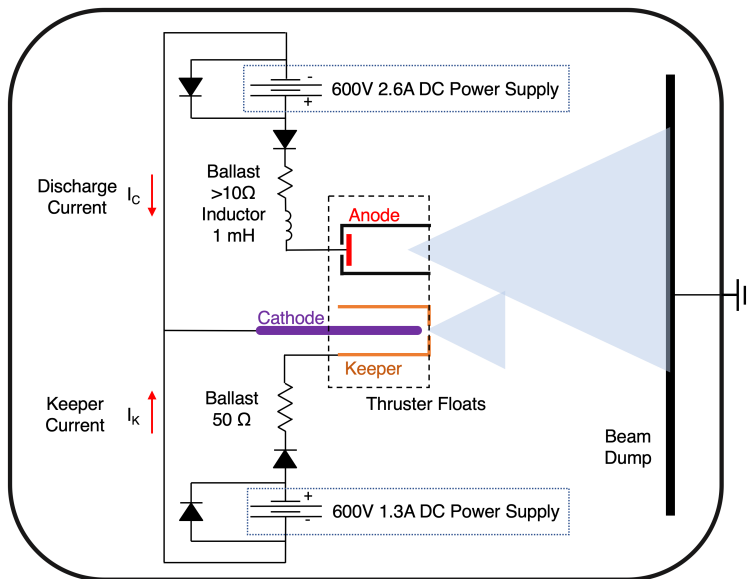 -
600V 2.6A DC Power Supply
+
Ballast
>10Ω
Inductor
1 mH
Discharge
Current
I_C
Anode
Cathode
Keeper
Thruster Floats
Keeper
Current
I_K
Ballast
50 Ω
Beam
Dump
+
600V 1.3A DC Power Supply
-